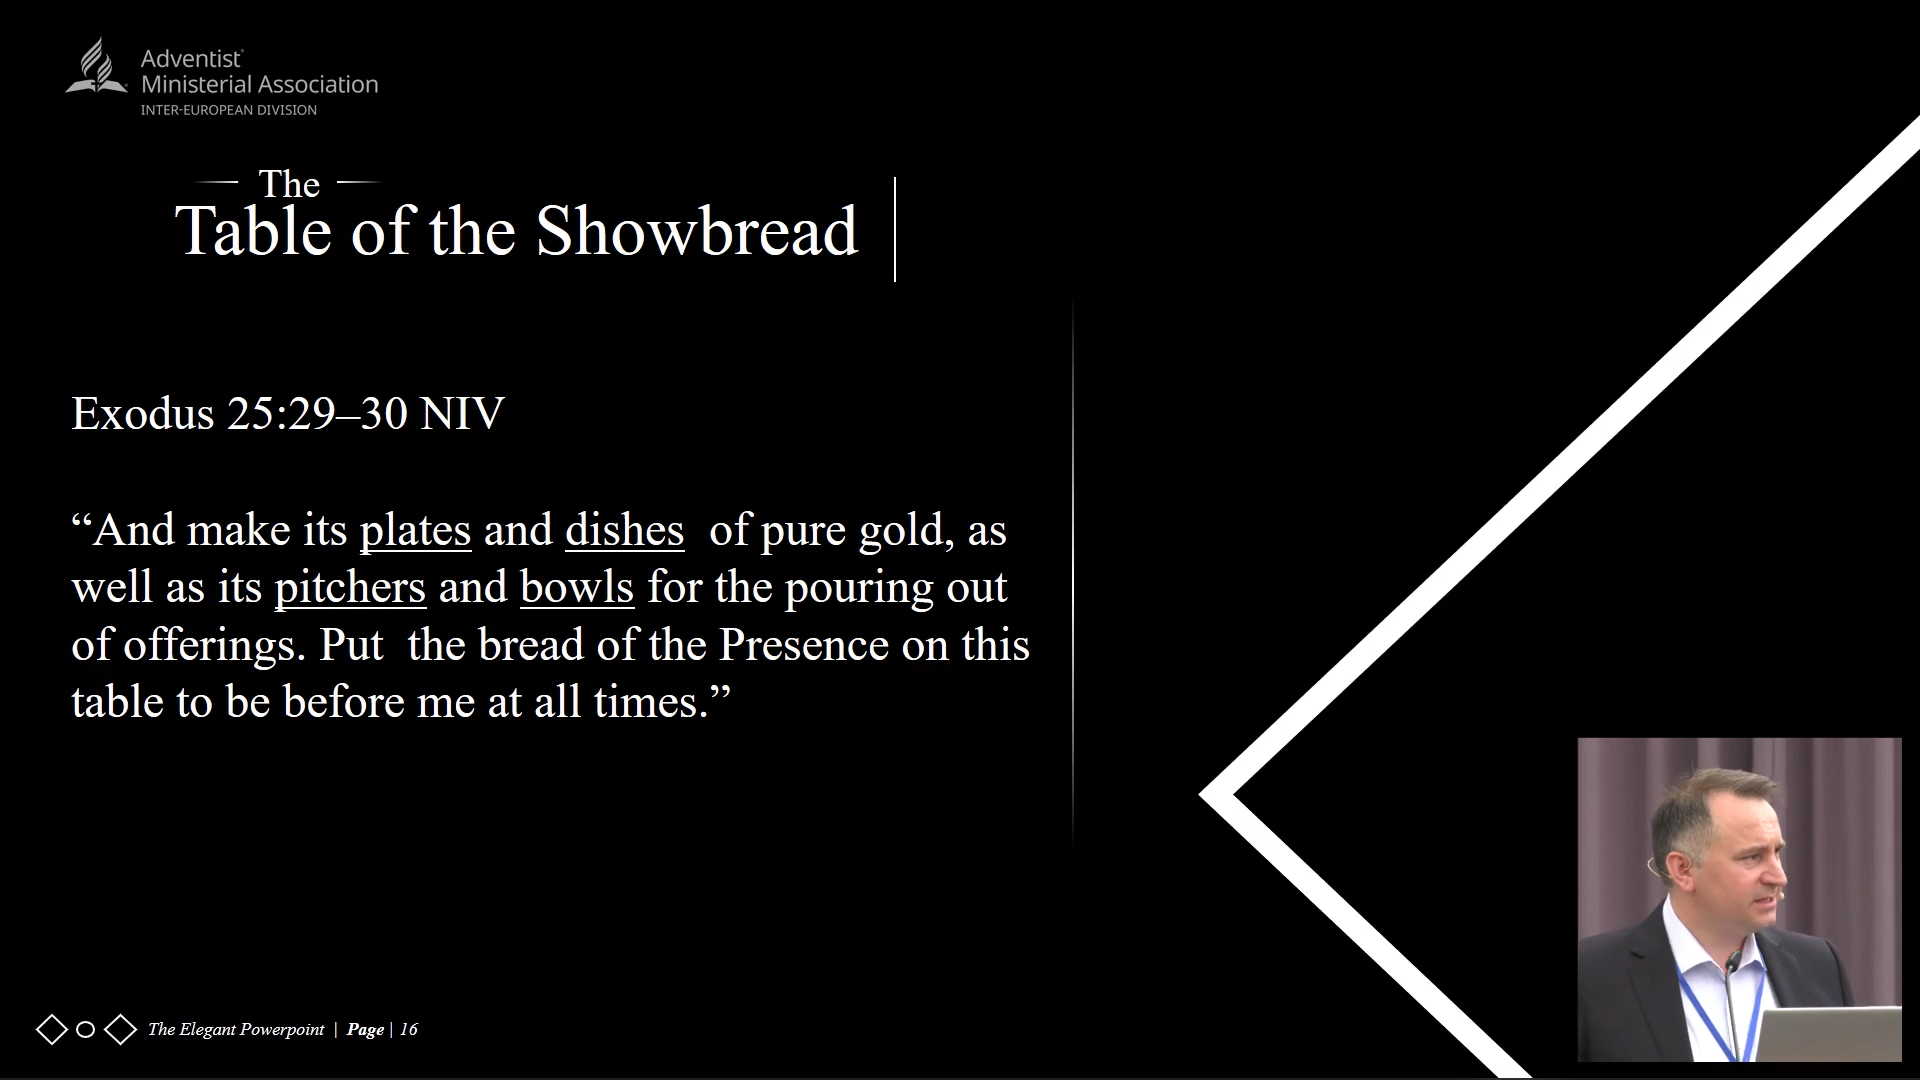 Adventist
Ministerial Association
INTER-EUROPEAN DIVISION
The
Table of the Showbread
Exodus 25:29–30 NIV
“And make its plates and dishes  of pure gold, as
well as its pitchers and bowls for the pouring out
of offerings. Put  the bread of the Presence on this
table to be before me at all times.”
The Elegant Powerpoint | Page | 16